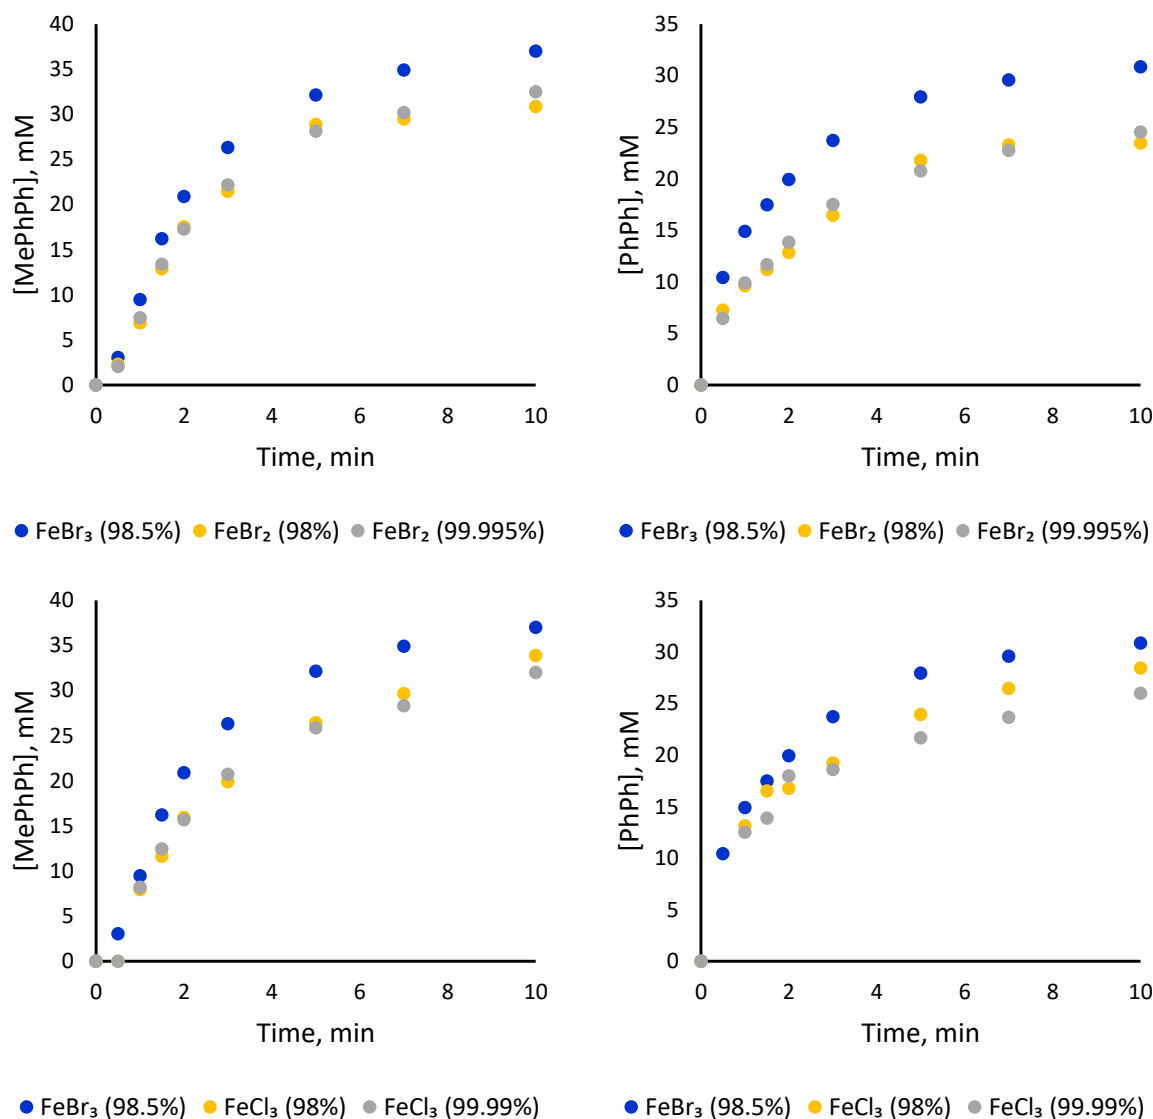 [MePhPh], mM
40
35
30
25
20
15
10
5
0
0 2 4 6 8 10
Time, min
FeBr₃ (98.5%) FeBr₂ (98%) FeBr₂ (99.995%)
[PhPh], mM
35
30
25
20
15
10
5
0
0 2 4 6 8 10
Time, min
FeBr₃ (98.5%) FeBr₂ (98%) FeBr₂ (99.995%)
[MePhPh], mM
40
35
30
25
20
15
10
5
0
0 2 4 6 8 10
Time, min
FeBr₃ (98.5%) FeCl₃ (98%) FeCl₃ (99.99%)
[PhPh], mM
35
30
25
20
15
10
5
0
0 2 4 6 8 10
Time, min
FeBr₃ (98.5%) FeCl₃ (98%) FeCl₃ (99.99%)